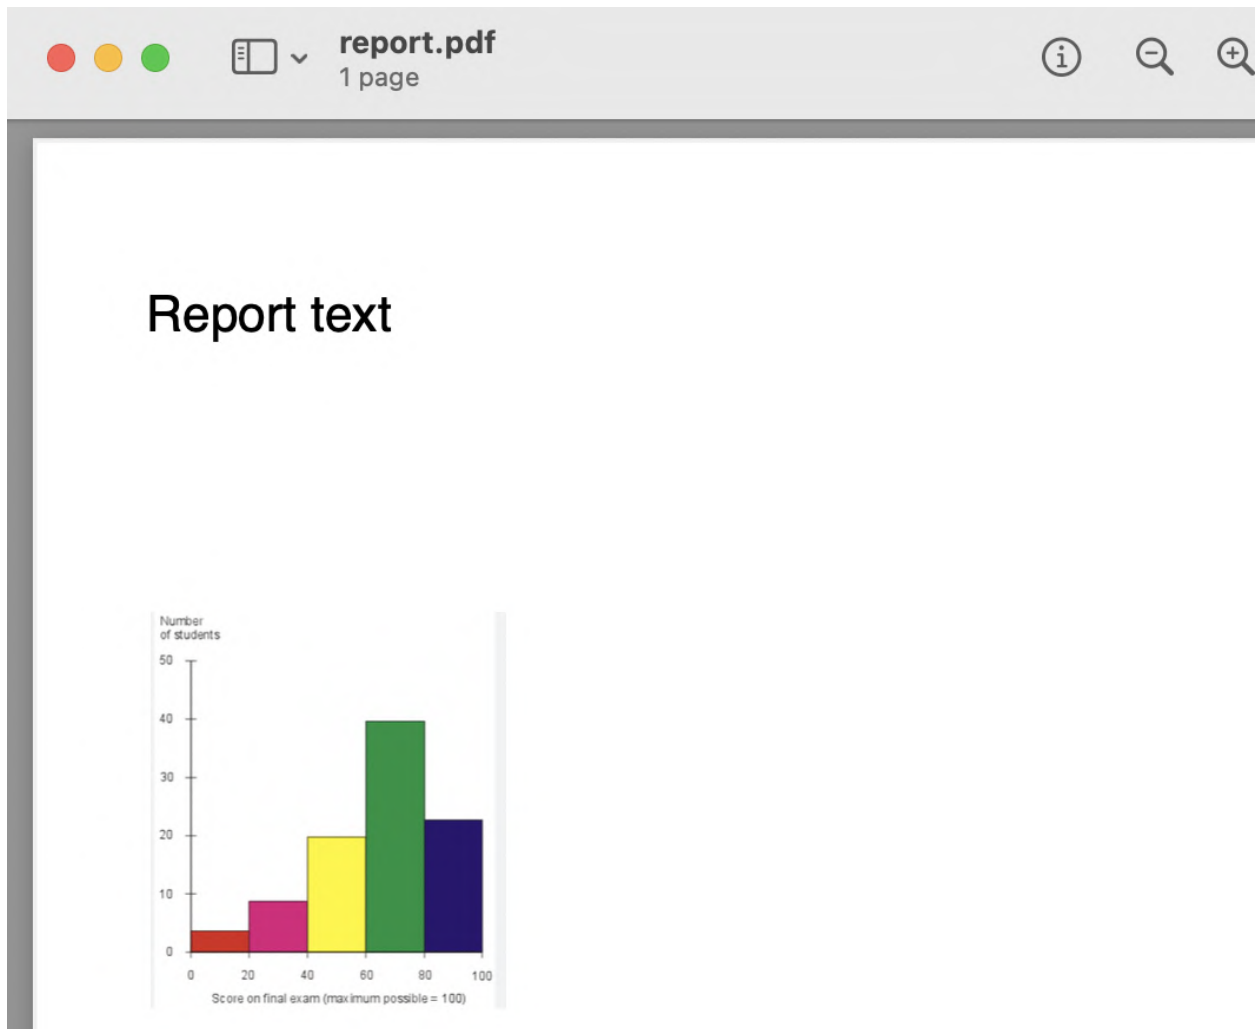 report.pdf
1 page
Report text
Number
of students
50
40
30
20
10
0
0 20 40 60 80 100
Score on final exam (maximum possible = 100)